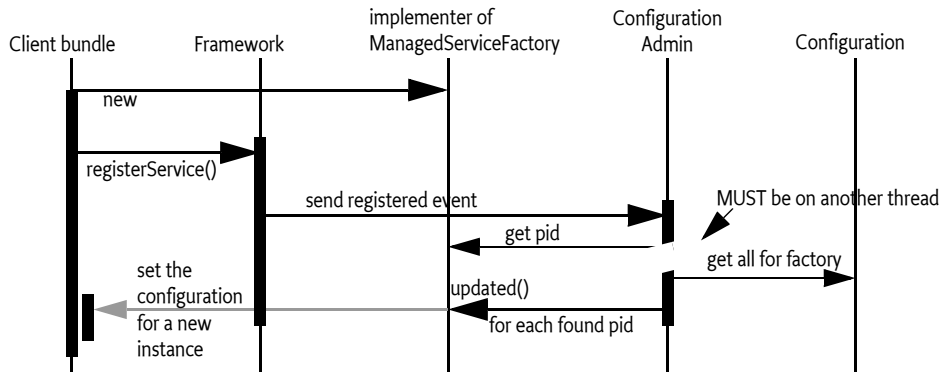 implementer of
Configuration
Client bundle
Framework
ManagedServiceFactory
Admin
Configuration
new
registerService()
send registered event
MUST be on another thread
get pid
get all for factory
set the
configuration
for a new
instance
updated()
for each found pid